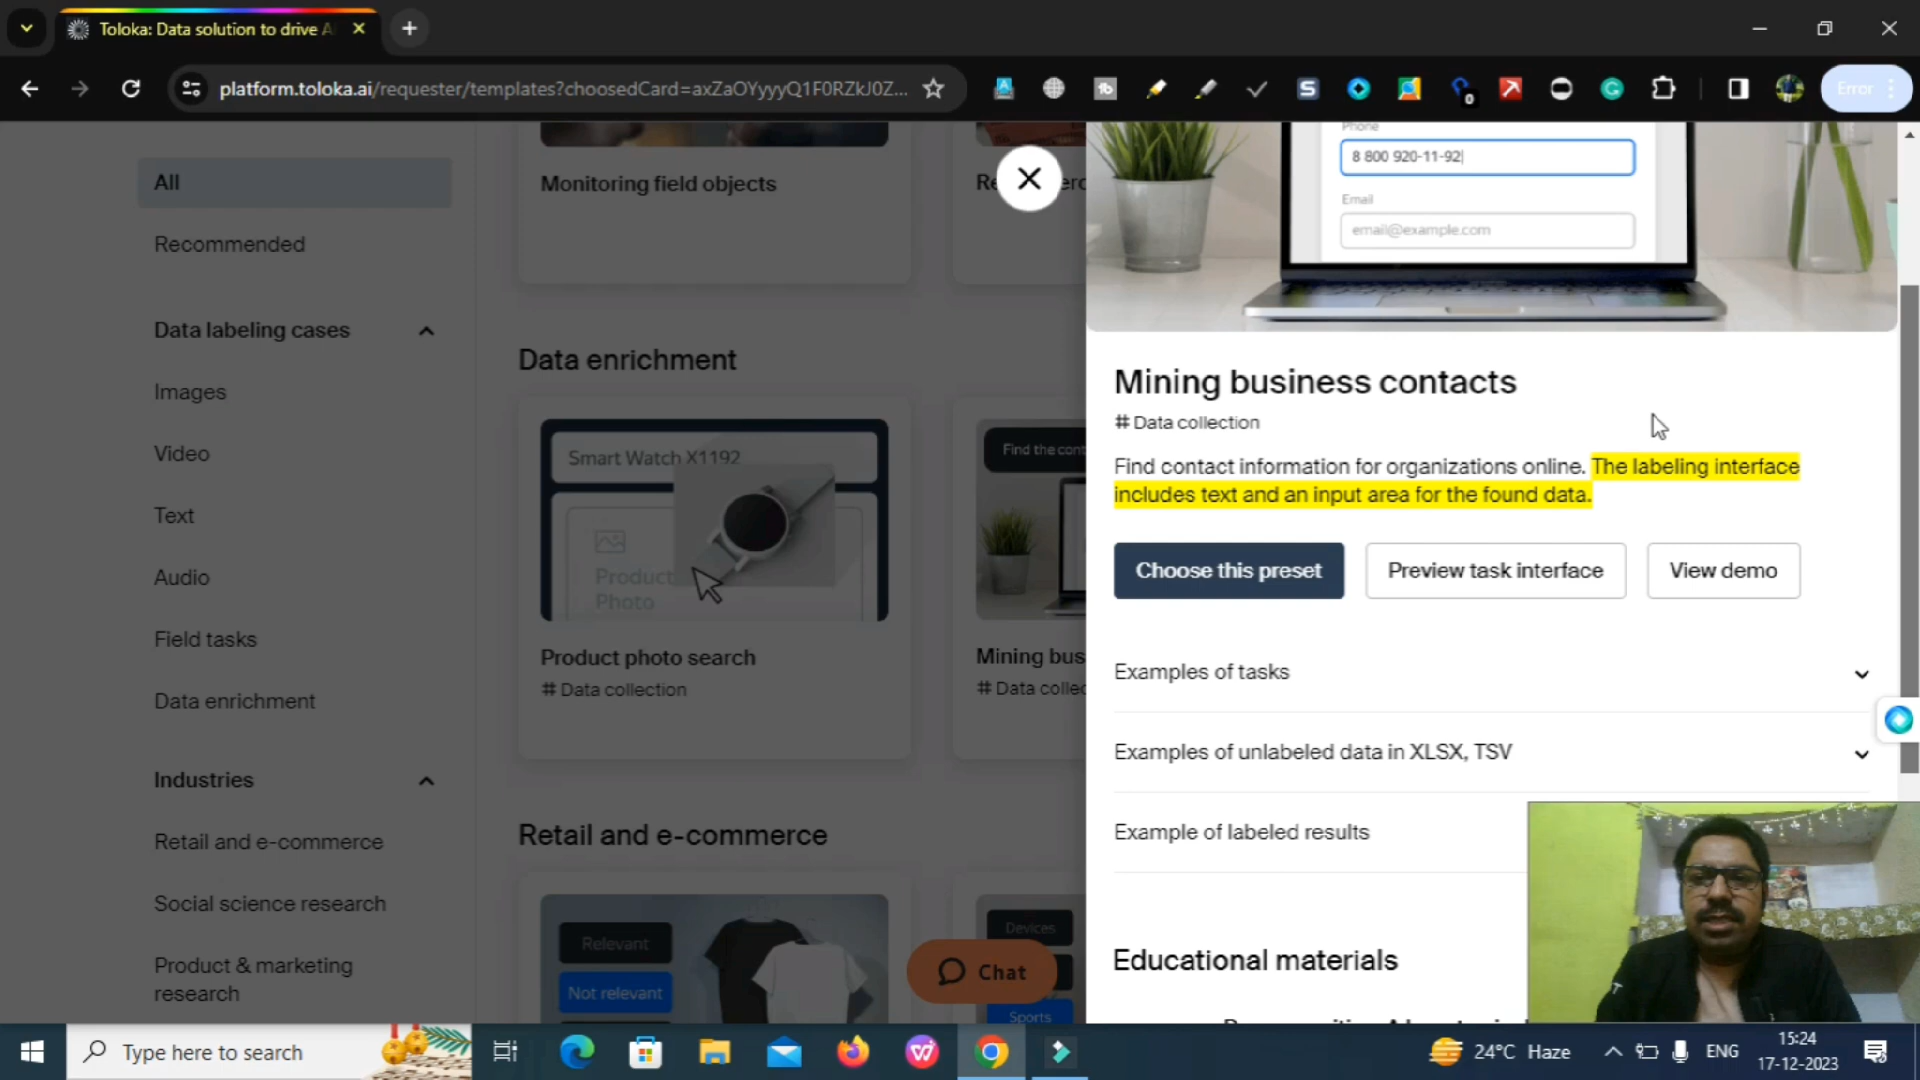 Toloka: Data solution to drive A
platform.toloka.ai/requester/templates?choosedCard=axZaOYyyyQ1F0RZkJ0Z...
0
Error
All
Recommended
Data labeling cases
Images
Video
Text
Audio
Field tasks
Data enrichment
Industries
Retail and e-commerce
Social science research
Product & marketing
research
Monitoring field objects
Data enrichment
Smart Watch X1192
Product
Photo
Product photo search
# Data collection
Find the cont
Mining bus
# Data collec
Retail and e-commerce
Relevant
Not relevant
Devices
Sports
Chat
Phone
8 800 920-11-92
Email
email@example.com
Mining business contacts
# Data collection
Find contact information for organizations online. The labeling interface
includes text and an input area for the found data.
Choose this preset
Preview task interface
View demo
Examples of tasks
Examples of unlabeled data in XLSX, TSV
Example of labeled results
Educational materials
Type here to search
24°C Haze
ENG
15:24
17-12-2023